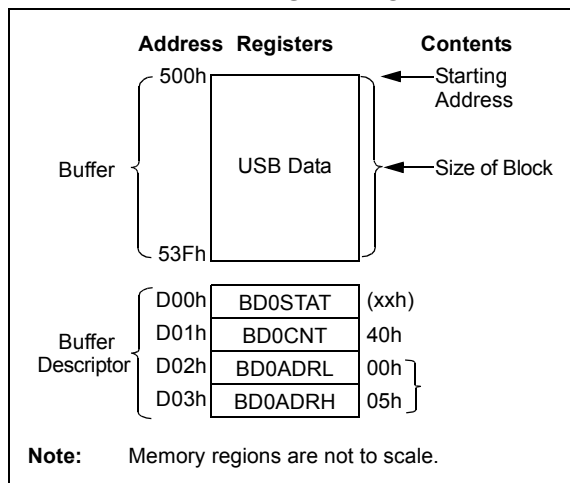 Address Registers Contents
500h
Starting
Address
Buffer
USB Data
Size of Block
53Fh
Buffer
Descriptor
D00h BD0STAT (xxh)
D01h BD0CNT 40h
D02h BD0ADRL 00h
D03h BD0ADRH 05h
Note: Memory regions are not to scale.